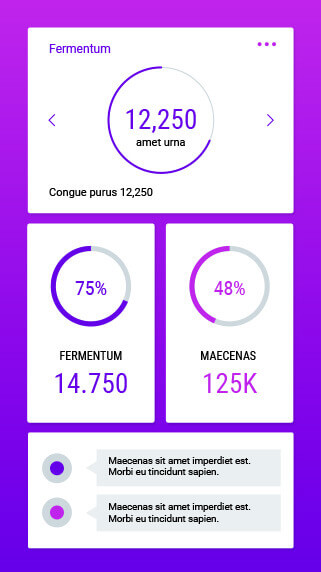 Fermentum
12,250
amet urna
Congue purus 12,250
75%
48%
FERMENTUM
MAECENAS
14.750
125K
Maecenas sit amet imperdiet est.
Morbi eu tincidunt sapien.
Maecenas sit amet imperdiet est.
Morbi eu tincidunt sapien.